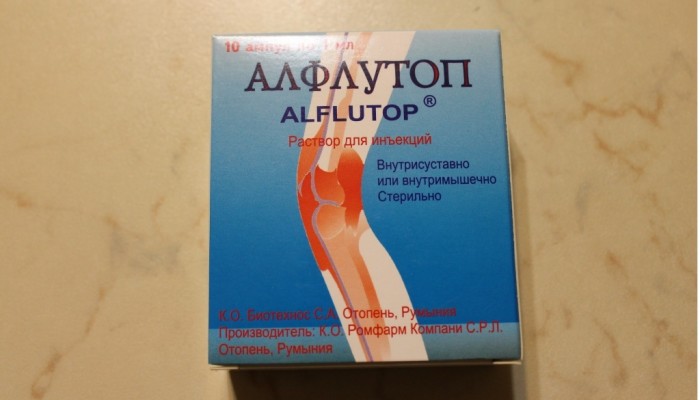 10 ампул по 1 мл
АЛФЛУТОП
ALFLUTOP®
Раствор для инъекций
Внутрисуставно
или внутримышечно
Стерильно
К.О. Биотехнос С.А. Отопень, Румыния
Производитель: К.О. Ромфарм Компани С.Р.Л.
Отопень, Румыния